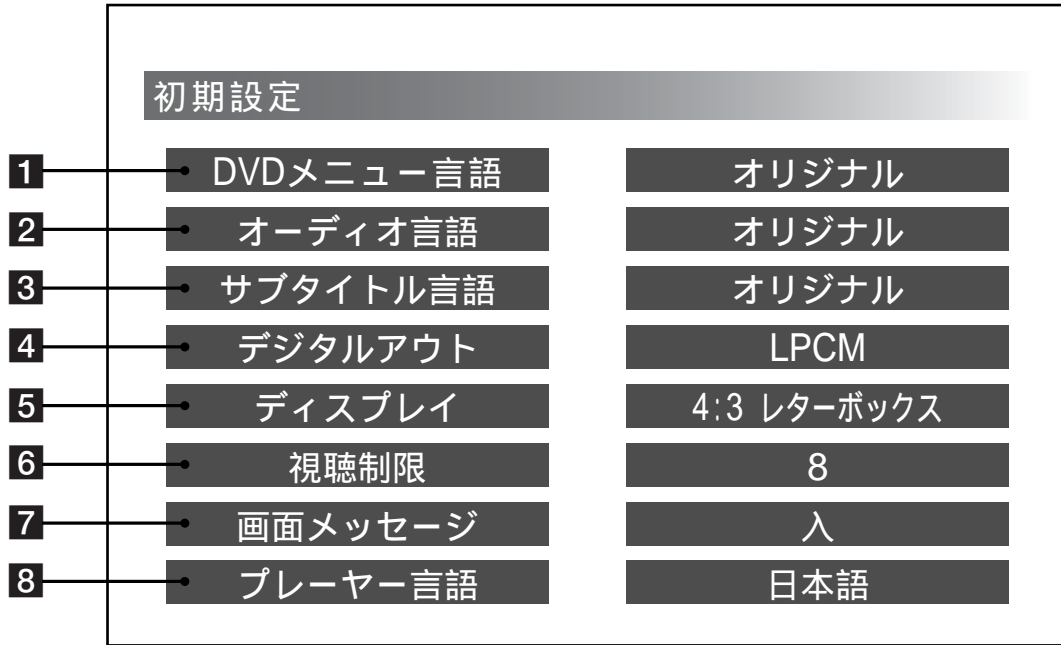 初期設定
1 DVDメニュー言語 オリジナル
2 オーディオ言語 オリジナル
3 サブタイトル言語 オリジナル
4 デジタルアウト LPCM
5 ディスプレイ 4:3 レターボックス
6 視聴制限 8
7 画面メッセージ 入
8 プレーヤー言語 日本語